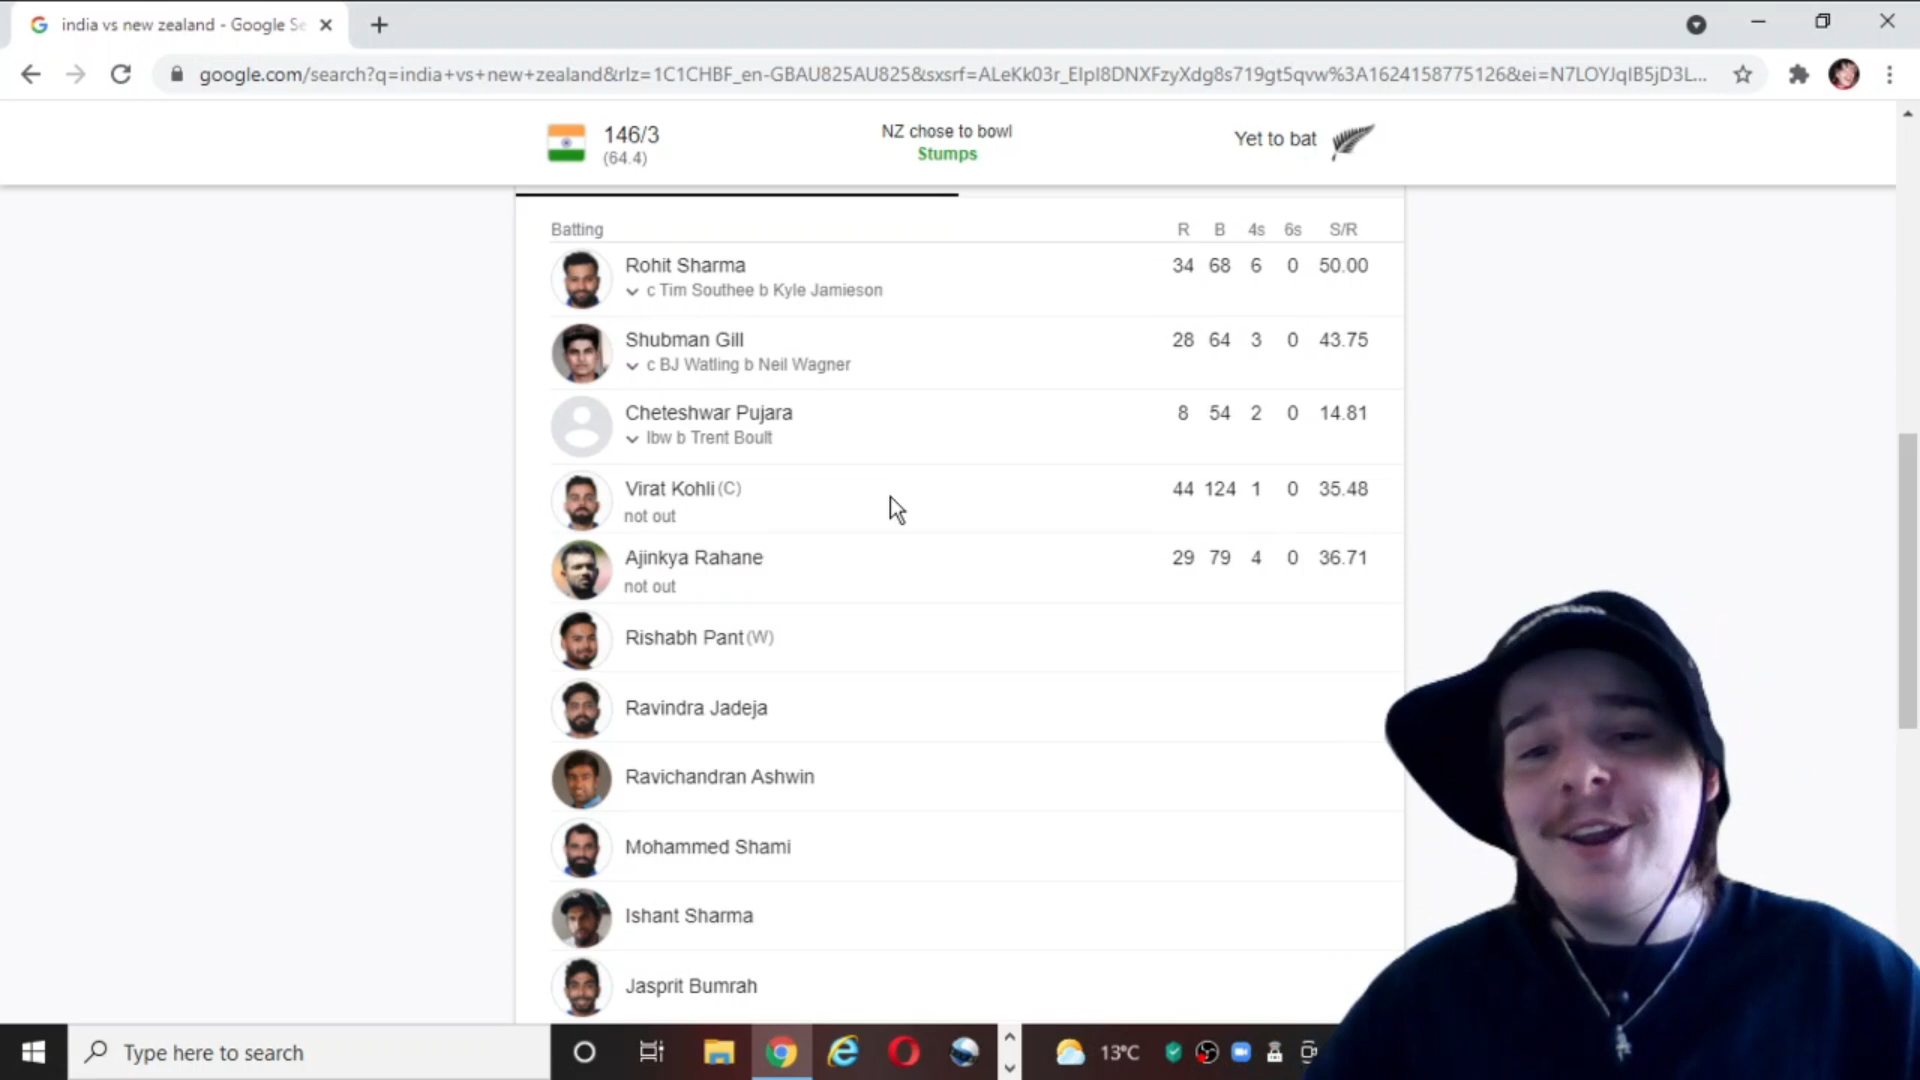 india vs new zealand - Google Se
google.com/search?q=india+vs+new+zealand&rlz=1C1CHBF_en-GBAU825AU825&sxsrf=ALeKk03r_EIpI8DNXFzyXdg8s719gt5qvw%3A1624158775126&ei=N7LOYJqIB5jD3L...
146/3
(64.4)
NZ chose to bowl
Stumps
Yet to bat
Batting R B 4s 6s S/R
Rohit Sharma 34 68 6 0 50.00
c Tim Southee b Kyle Jamieson
Shubman Gill 28 64 3 0 43.75
c BJ Watling b Neil Wagner
Cheteshwar Pujara 8 54 2 0 14.81
lbw b Trent Boult
Virat Kohli (C) 44 124 1 0 35.48
not out
Ajinkya Rahane 29 79 4 0 36.71
not out
Rishabh Pant (W)
Ravindra Jadeja
Ravichandran Ashwin
Mohammed Shami
Ishant Sharma
Jasprit Bumrah
Type here to search
13°C